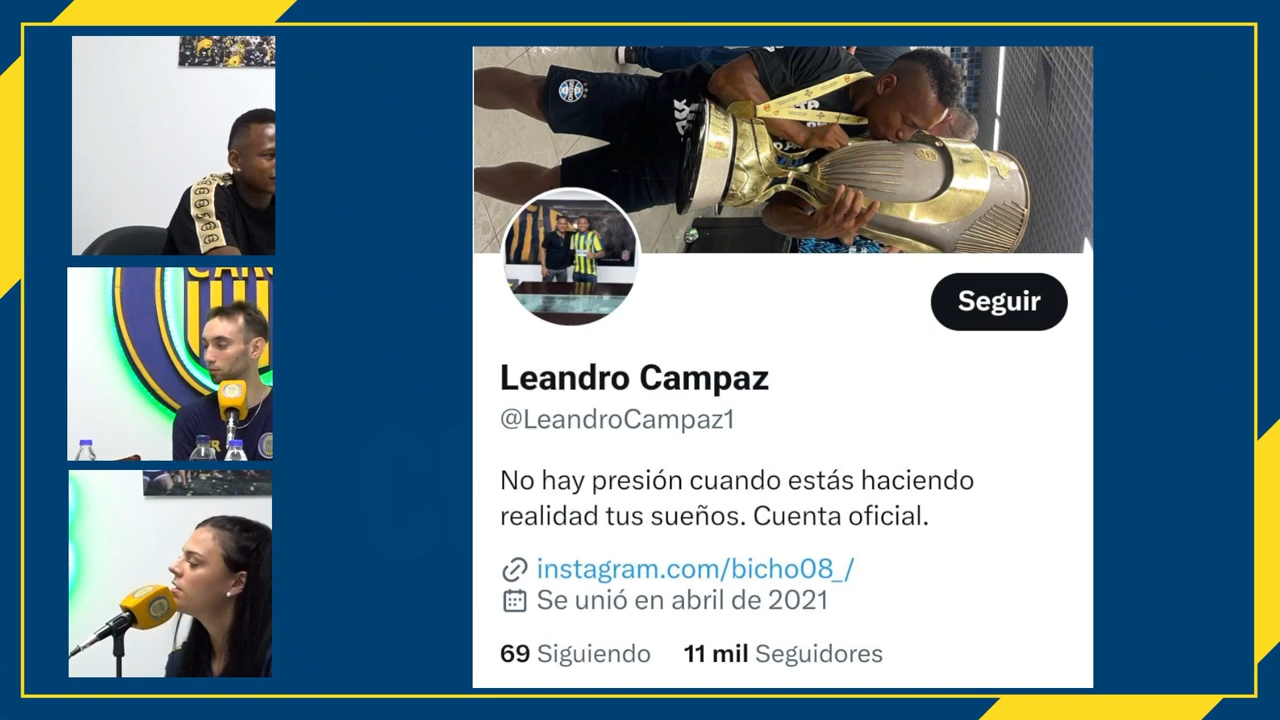 Seguir
Leandro Campaz
@LeandroCampaz1
No hay presión cuando estás haciendo
realidad tus sueños. Cuenta oficial.
instagram.com/bicho08_/
Se unió en abril de 2021
69 Siguiendo 11 mil Seguidores